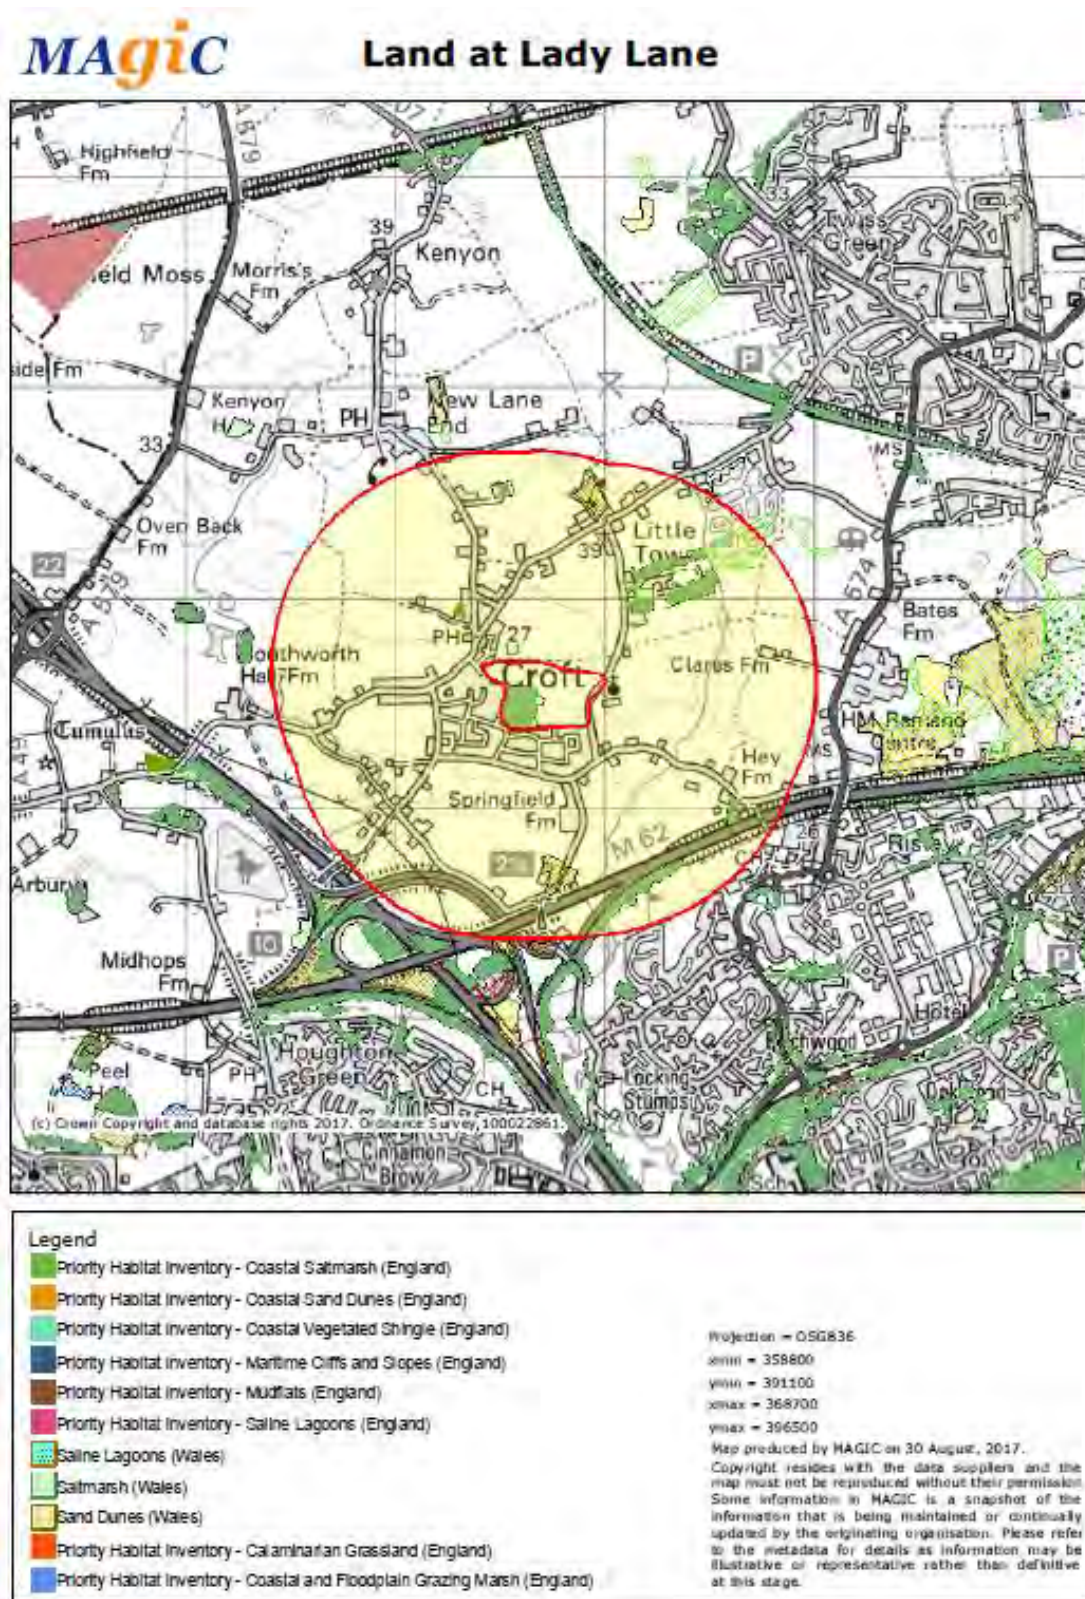 MAgiC
Land at Lady Lane
A 579
Highfield
Fm
39
Kenyon
Morris's
Fm
Moss
Twiss
Green
P
side Fm
Kenyon
PH
New Lane
End
33
MS
Oven Back
Fm
Little
Town
39
22
A 579
A 574
Bates
Fm
PH
27
Southworth
Hall Fm
Croft
Clarus Fm
HM Remand
Centre
Cumulus
A 49
MS
Hey
Fm
Springfield
Fm
M 62
26
Arbury
Midhops
Fm
10
P
Hotel
Birchwood
Houghton
Green
Peel
PH
CH
Locking
Stumps
Oakwood
(c) Crown Copyright and database rights 2017. Ordnance Survey 100022861.
Cinnamon
Brow
PH
Sch
Legend
Priority Habitat Inventory - Coastal Saltmarsh (England)
Priority Habitat Inventory - Coastal Sand Dunes (England)
Priority Habitat Inventory - Coastal Vegetated Shingle (England)
Priority Habitat Inventory - Maritime Cliffs and Slopes (England)
Priority Habitat Inventory - Mudflats (England)
Priority Habitat Inventory - Saline Lagoons (England)
Saline Lagoons (Wales)
Saltmarsh (Wales)
Sand Dunes (Wales)
Priority Habitat Inventory - Calaminarian Grassland (England)
Priority Habitat Inventory - Coastal and Floodplain Grazing Marsh (England)
Projection = OSGB36
xmin = 358800
ymin = 391100
xmax = 368700
ymax = 396500
Map produced by MAGIC on 30 August, 2017.
Copyright resides with the data suppliers and the
map must not be reproduced without their permission
Some information in MAGIC is a snapshot of the
information that is being maintained or continually
updated by the originating organisation. Please refer
to the metadata for details as information may be
illustrative or representative rather than definitive
at this stage.